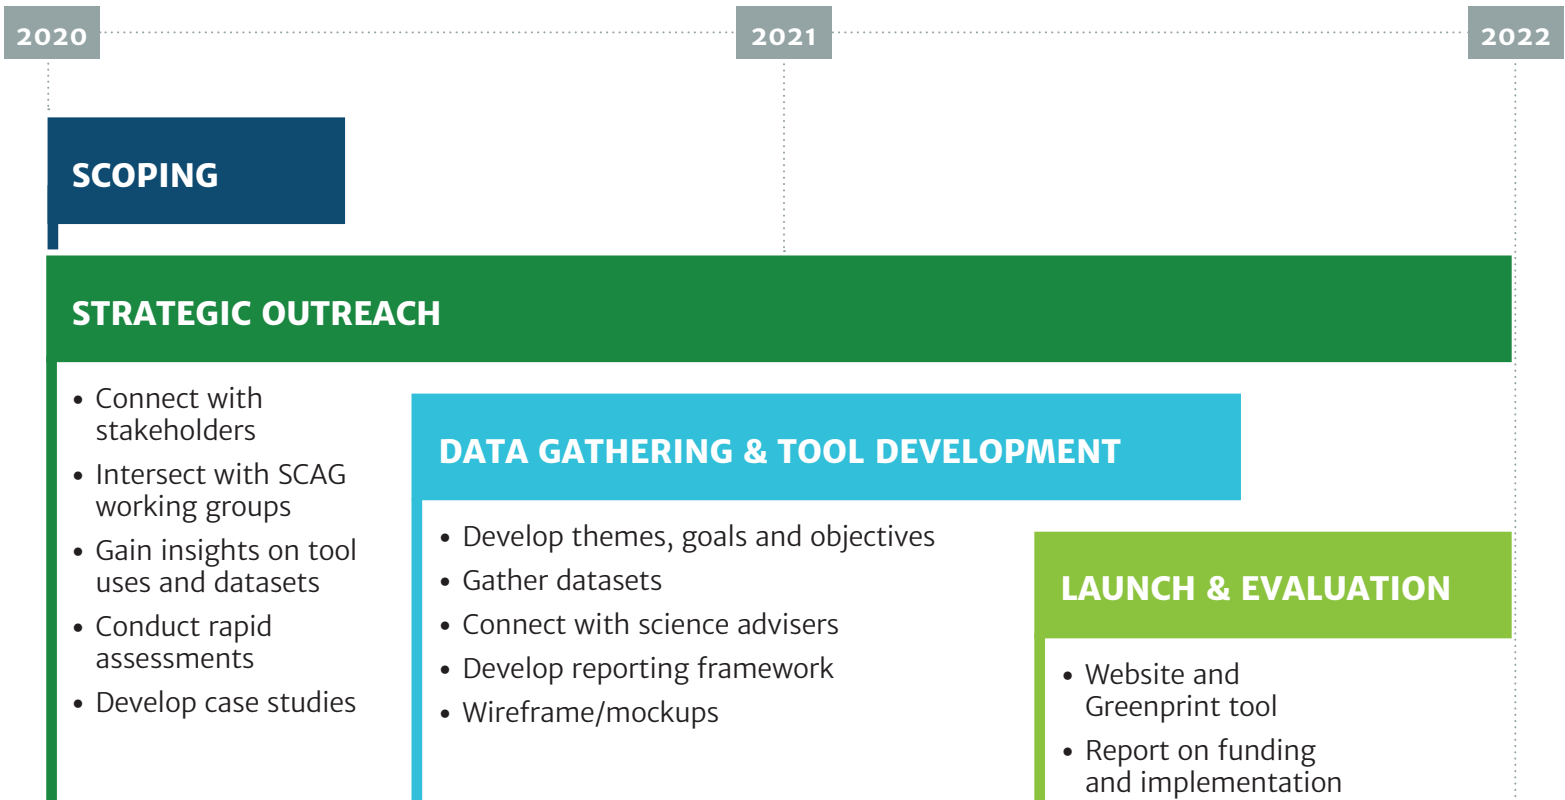 2020
2021
2022
SCOPING
STRATEGIC OUTREACH
• Connect with
stakeholders
• Intersect with SCAG
working groups
• Gain insights on tool
uses and datasets
• Conduct rapid
assessments
• Develop case studies
DATA GATHERING & TOOL DEVELOPMENT
• Develop themes, goals and objectives
• Gather datasets
• Connect with science advisers
• Develop reporting framework
• Wireframe/mockups
LAUNCH & EVALUATION
• Website and
Greenprint tool
• Report on funding
and implementation